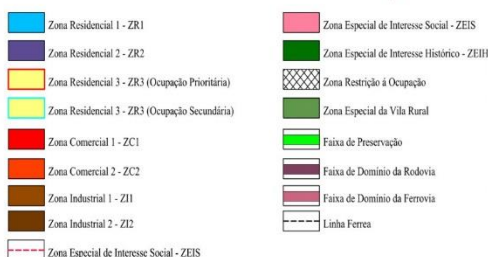 Zona Residencial 1 - ZR1
Zona Residencial 2 - ZR2
Zona Residencial 3 - ZR3 (Ocupação Prioritária)
Zona Residencial 3 - ZR3 (Ocupação Secundária)
Zona Comercial 1 - ZC1
Zona Comercial 2 - ZC2
Zona Industrial 1 - ZI1
Zona Industrial 2 - ZI2
Zona Especial de Interesse Social - ZEIS
Zona Especial de Interesse Social - ZEIS
Zona Especial de Interesse Histórico - ZEIH
Zona Restrição á Ocupação
Zona Especial da Vila Rural
Faixa de Preservação
Faixa de Domínio da Rodovia
Faixa de Domínio da Ferrovia
Linha Ferrea